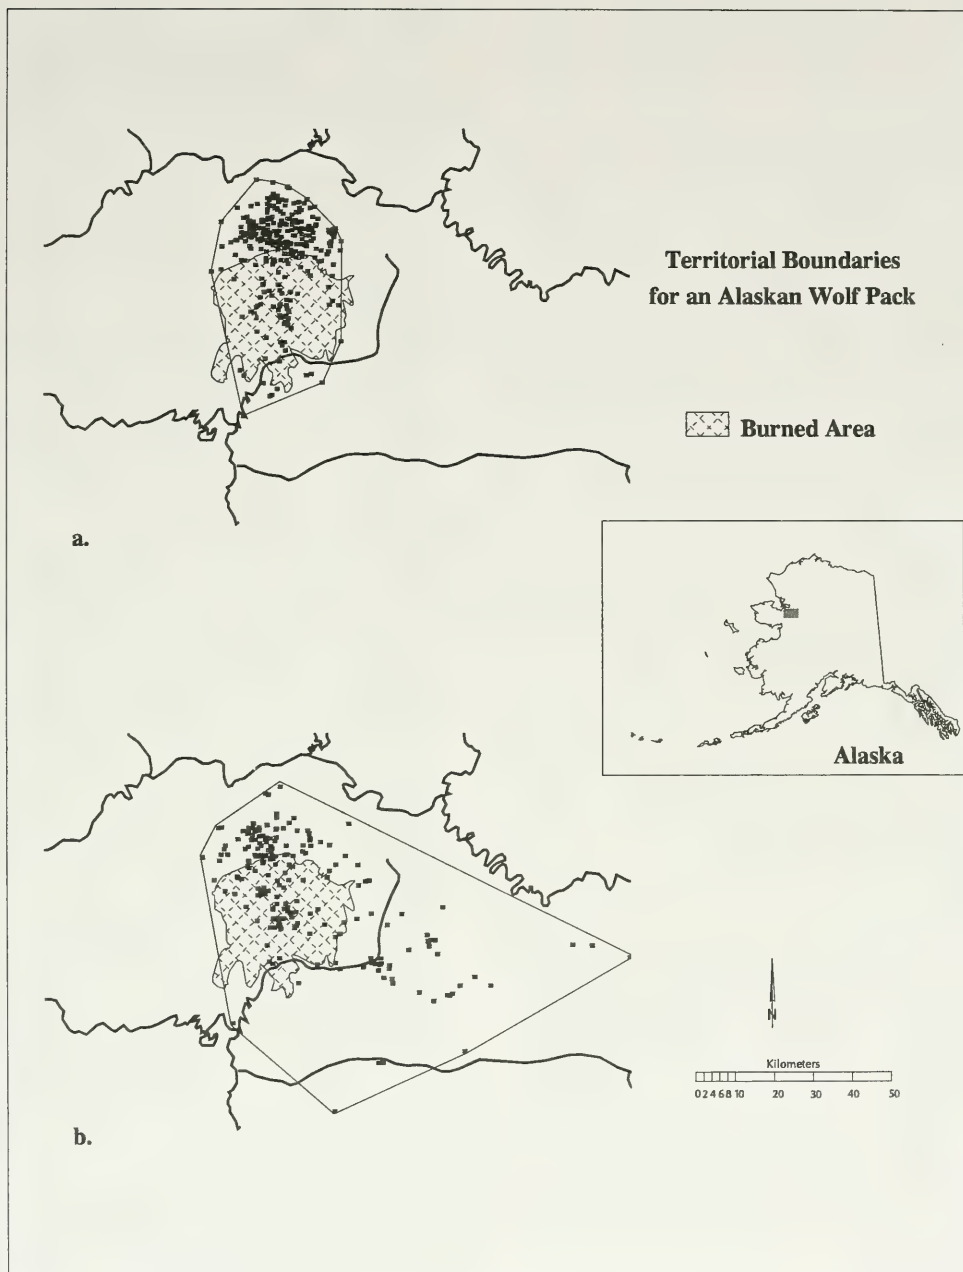 Territorial Boundaries
for an Alaskan Wolf Pack
Burned Area
a.
Alaska
N
Kilometers
0 2 4 6 8 10 20 30 40 50
b.